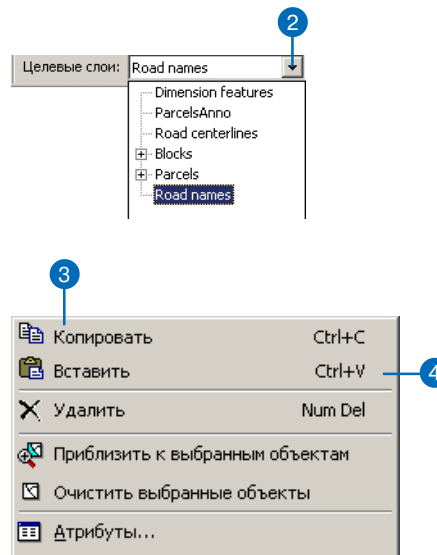 2
Целевые слои: Road names
Dimension features
ParcelsAnno
Road centerlines
Blocks
Parcels
Road names
3
Копировать Ctrl+C
Вставить Ctrl+V
4
Удалить Num Del
Приблизить к выбранным объектам
Очистить выбранные объекты
Атрибуты...